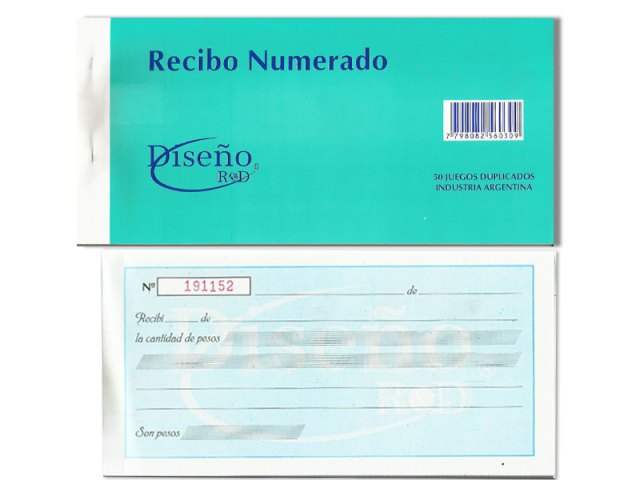 Recibo Numerado
7 798082 560309
Diseño®
R&D
50 JUEGOS DUPLICADOS
INDUSTRIA ARGENTINA
Nº 191152 de
Recibí de
la cantidad de pesos
Diseño
R&D ®
Son pesos